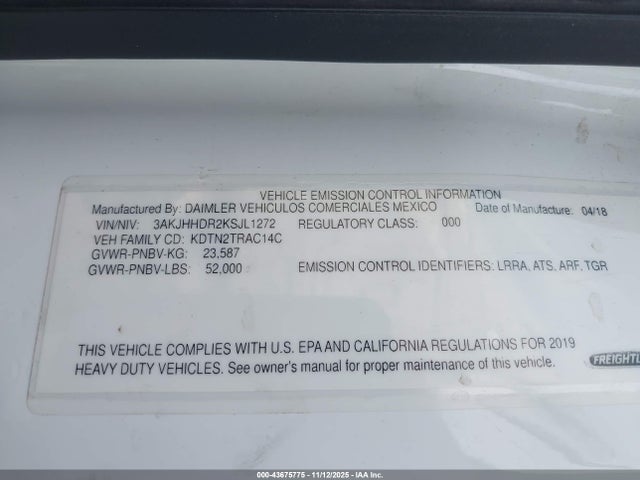 VEHICLE EMISSION CONTROL INFORMATION
Manufactured By: DAIMLER VEHICULOS COMERCIALES MEXICO Date of Manufacture: 04/18
VIN/NIV: 3AKJHHDR2KSJL1272 REGULATORY CLASS: 000
VEH FAMILY CD: KDTN2TRAC14C
GVWR-PNBV-KG: 23,587
GVWR-PNBV-LBS: 52,000 EMISSION CONTROL IDENTIFIERS: LRRA, ATS, ARF, TGR
THIS VEHICLE COMPLIES WITH U.S. EPA AND CALIFORNIA REGULATIONS FOR 2019
HEAVY DUTY VEHICLES. See owner's manual for proper maintenance of this vehicle.
FREIGHTL
000-43675775 - 11/12/2025 - IAA Inc.